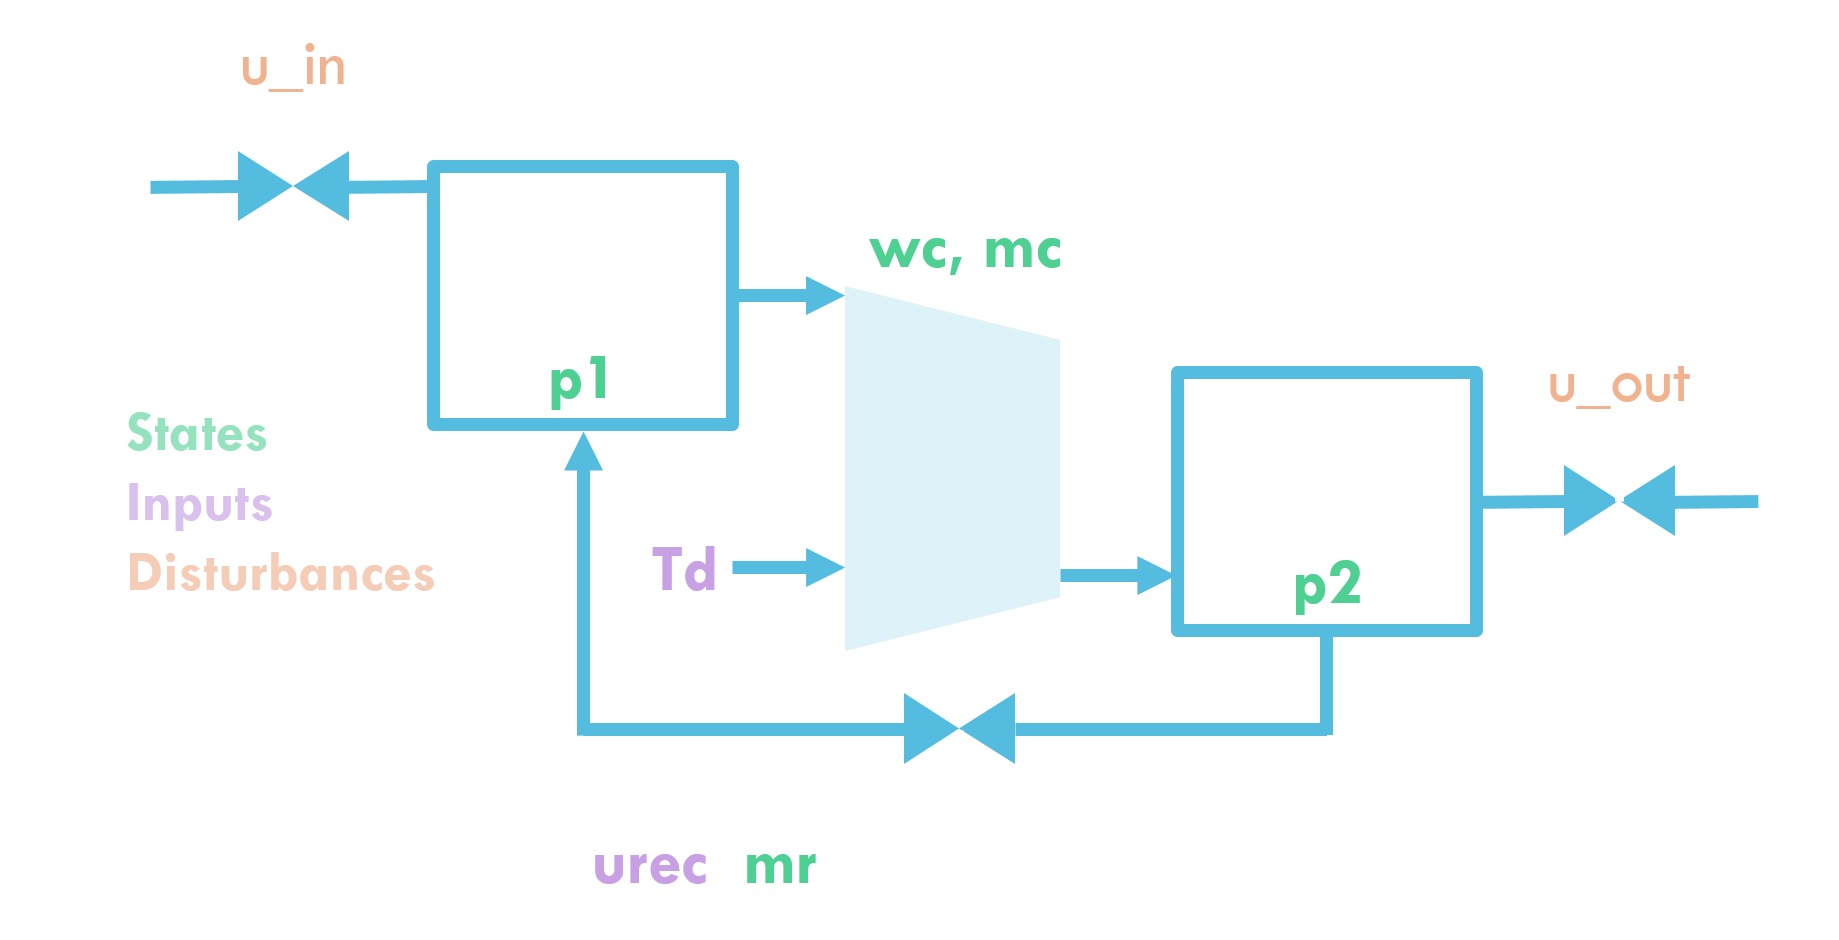 u_in
wc, mc
p1
u_out
States
Inputs
Disturbances
Td
p2
urec mr